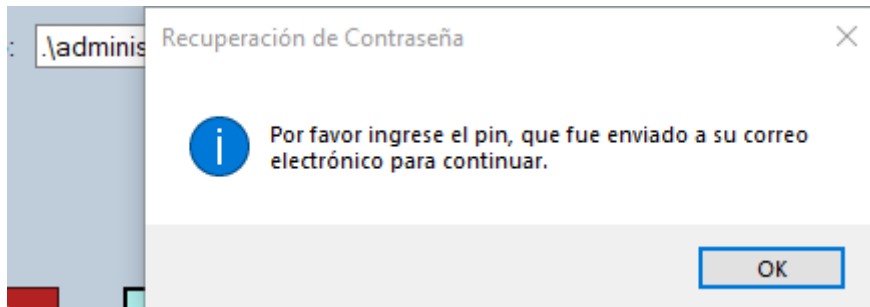 Recuperación de Contraseña
: .\adminis
Por favor ingrese el pin, que fue enviado a su correo
electrónico para continuar.
OK